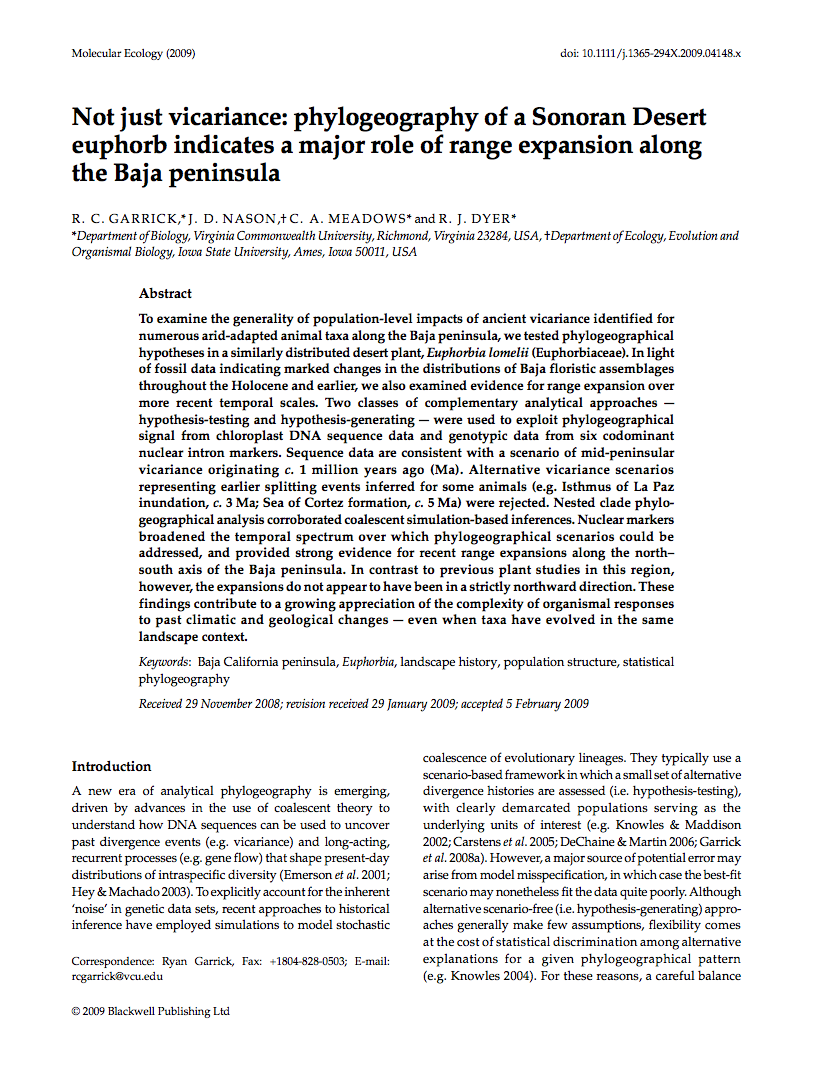 Molecular Ecology (2009)
doi: 10.1111/j.1365-294X.2009.04148.x
Not just vicariance: phylogeography of a Sonoran Desert
euphorb indicates a major role of range expansion along
the Baja peninsula
R. C. GARRICK,* J. D. NASON,† C. A. MEADOWS* and R. J. DYER*
*Department of Biology, Virginia Commonwealth University, Richmond, Virginia 23284, USA, †Department of Ecology, Evolution and
Organismal Biology, Iowa State University, Ames, Iowa 50011, USA
Abstract
To examine the generality of population-level impacts of ancient vicariance identified for
numerous arid-adapted animal taxa along the Baja peninsula, we tested phylogeographical
hypotheses in a similarly distributed desert plant, Euphorbia lomelii (Euphorbiaceae). In light
of fossil data indicating marked changes in the distributions of Baja floristic assemblages
throughout the Holocene and earlier, we also examined evidence for range expansion over
more recent temporal scales. Two classes of complementary analytical approaches —
hypothesis-testing and hypothesis-generating — were used to exploit phylogeographical
signal from chloroplast DNA sequence data and genotypic data from six codominant
nuclear intron markers. Sequence data are consistent with a scenario of mid-peninsular
vicariance originating c. 1 million years ago (Ma). Alternative vicariance scenarios
representing earlier splitting events inferred for some animals (e.g. Isthmus of La Paz
inundation, c. 3 Ma; Sea of Cortez formation, c. 5 Ma) were rejected. Nested clade phylo-
geographical analysis corroborated coalescent simulation-based inferences. Nuclear markers
broadened the temporal spectrum over which phylogeographical scenarios could be
addressed, and provided strong evidence for recent range expansions along the north–
south axis of the Baja peninsula. In contrast to previous plant studies in this region,
however, the expansions do not appear to have been in a strictly northward direction. These
findings contribute to a growing appreciation of the complexity of organismal responses
to past climatic and geological changes — even when taxa have evolved in the same
landscape context.
Keywords: Baja California peninsula, Euphorbia, landscape history, population structure, statistical
phylogeography
Received 29 November 2008; revision received 29 January 2009; accepted 5 February 2009
Introduction
A new era of analytical phylogeography is emerging,
driven by advances in the use of coalescent theory to
understand how DNA sequences can be used to uncover
past divergence events (e.g. vicariance) and long-acting,
recurrent processes (e.g. gene flow) that shape present-day
distributions of intraspecific diversity (Emerson et al. 2001;
Hey & Machado 2003). To explicitly account for the inherent
‘noise’ in genetic data sets, recent approaches to historical
inference have employed simulations to model stochastic
Correspondence: Ryan Garrick, Fax: +1804-828-0503; E-mail:
rcgarrick@vcu.edu
coalescence of evolutionary lineages. They typically use a
scenario-based framework in which a small set of alternative
divergence histories are assessed (i.e. hypothesis-testing),
with clearly demarcated populations serving as the
underlying units of interest (e.g. Knowles & Maddison
2002; Carstens et al. 2005; DeChaine & Martin 2006; Garrick
et al. 2008a). However, a major source of potential error may
arise from model misspecification, in which case the best-fit
scenario may nonetheless fit the data quite poorly. Although
alternative scenario-free (i.e. hypothesis-generating) appro-
aches generally make few assumptions, flexibility comes
at the cost of statistical discrimination among alternative
explanations for a given phylogeographical pattern
(e.g. Knowles 2004). For these reasons, a careful balance
© 2009 Blackwell Publishing Ltd